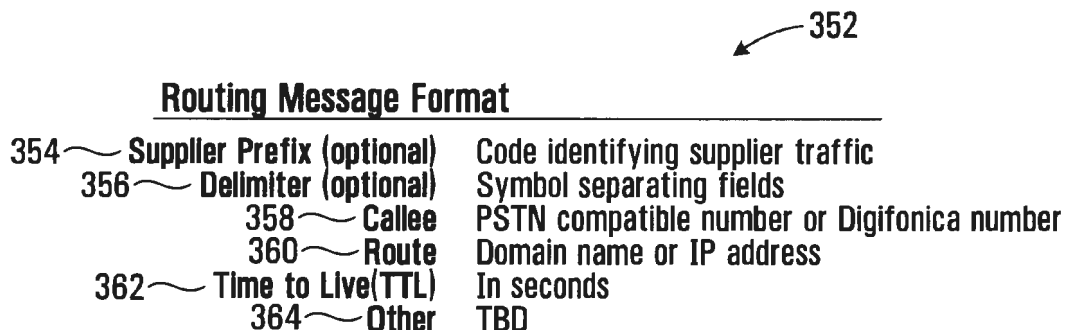 352
Routing Message Format
354 Supplier Prefix (optional) Code identifying supplier traffic
356 Delimiter (optional) Symbol separating fields
358 Callee PSTN compatible number or Digifonica number
360 Route Domain name or IP address
362 Time to Live(TTL) In seconds
364 Other TBD